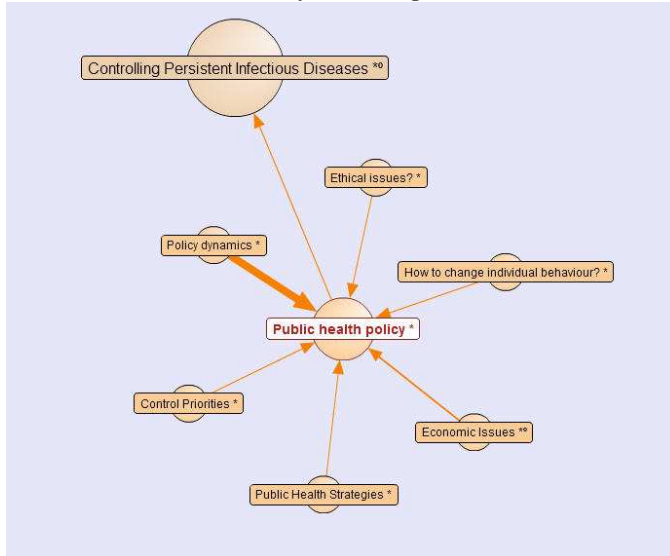 Controlling Persistent Infectious Diseases *º
Ethical issues? *
Policy dynamics *
How to change individual behaviour? *
Public health policy *
Control Priorities *
Economic Issues *º
Public Health Strategies *